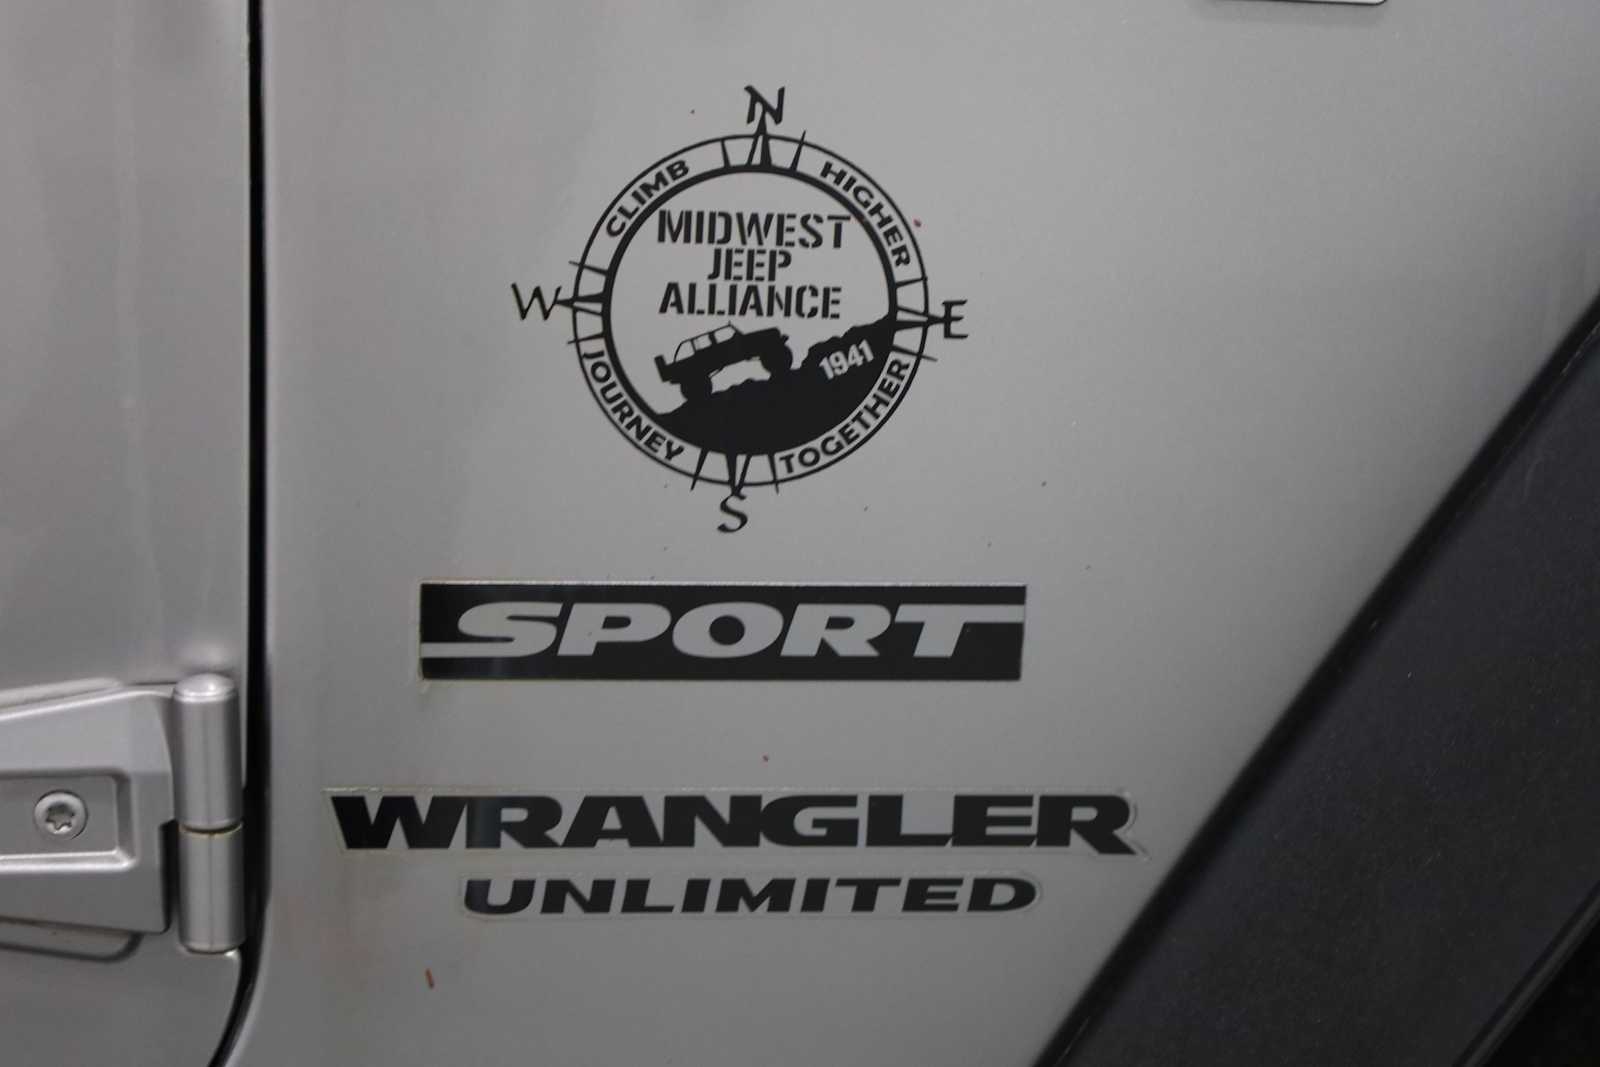 N
CLIMB HIGHER
MIDWEST
JEEP
ALLIANCE
W E
1941
JOURNEY TOGETHER
S
SPORT
WRANGLER
UNLIMITED